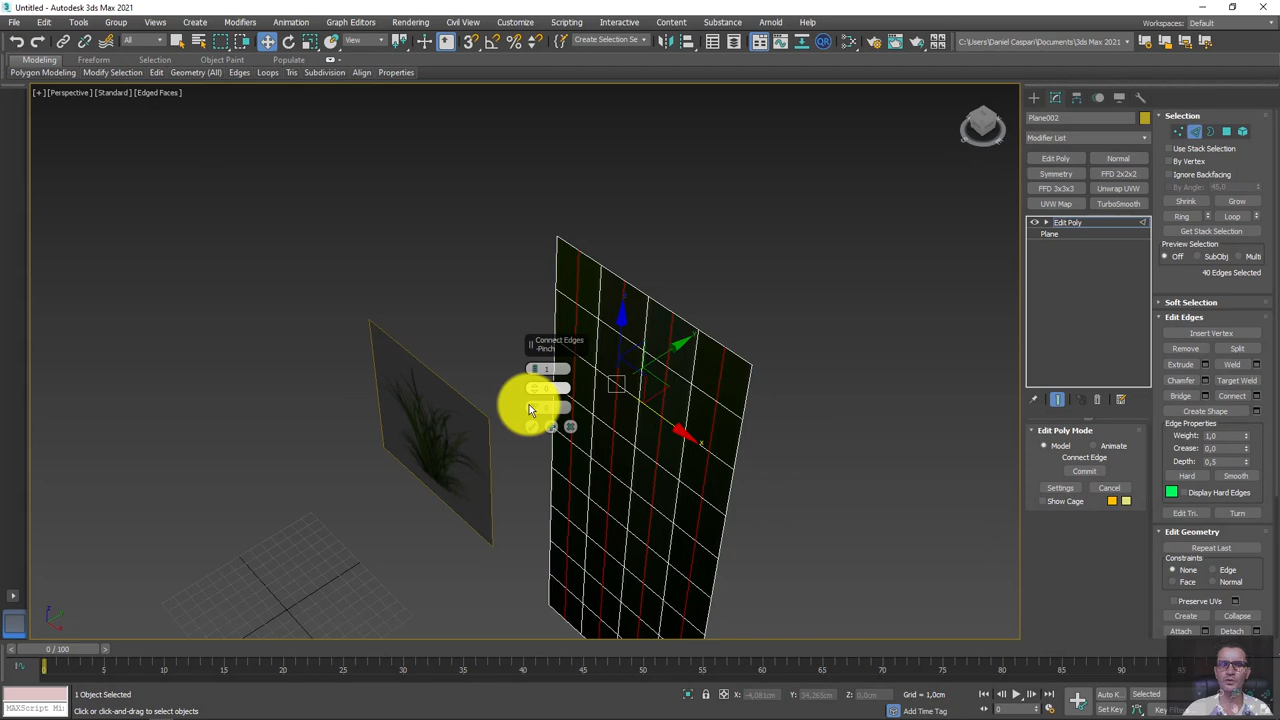 Untitled - Autodesk 3ds Max 2021
File Edit Tools Group Views Create Modifiers Animation Graph Editors Rendering Civil View Customize Scripting Interactive Content Substance Arnold Help
Workspaces: Default
All View Create Selection Se C:\Users\Daniel Caspari\Documents\3ds Max 2021
Modeling Freeform Selection Object Paint Populate
Polygon Modeling Modify Selection Edit Geometry (All) Edges Loops Tris Subdivision Align Properties
[+] [Perspective] [Standard] [Edged Faces]
Connect Edges
-Pinch
1
x
Plane002
Modifier List
Edit Poly Normal
Symmetry FFD 2x2x2
FFD 3x3x3 Unwrap UVW
UVW Map TurboSmooth
Edit Poly
Plane
Edit Poly Mode
Model Animate
Connect Edge
Commit
Settings Cancel
Show Cage
Selection
Use Stack Selection
By Vertex
Ignore Backfacing
By Angle: 45,0
Shrink Grow
Ring Loop
Get Stack Selection
Preview Selection
Off SubObj Multi
40 Edges Selected
Soft Selection
Edit Edges
Insert Vertex
Remove Split
Extrude Weld
Chamfer Target Weld
Bridge Connect
Create Shape
Edge Properties
Weight: 1,0
Crease: 0,0
Depth: 0,5
Hard Smooth
Display Hard Edges
Edit Tri. Turn
Edit Geometry
Repeat Last
Constraints
None Edge
Face Normal
Preserve UVs
Create Collapse
Attach Detach
0 / 100
0 5 10 15 20 25 30 35 40 45 50 55 60 65 70 75 80 85 90
MAXScript Mi
1 Object Selected
Click or click-and-drag to select objects
X: -4,081cm Y: 34,265cm Z: 0,0cm Grid = 1,0cm
Add Time Tag
0
Auto K... Selected
Set Key